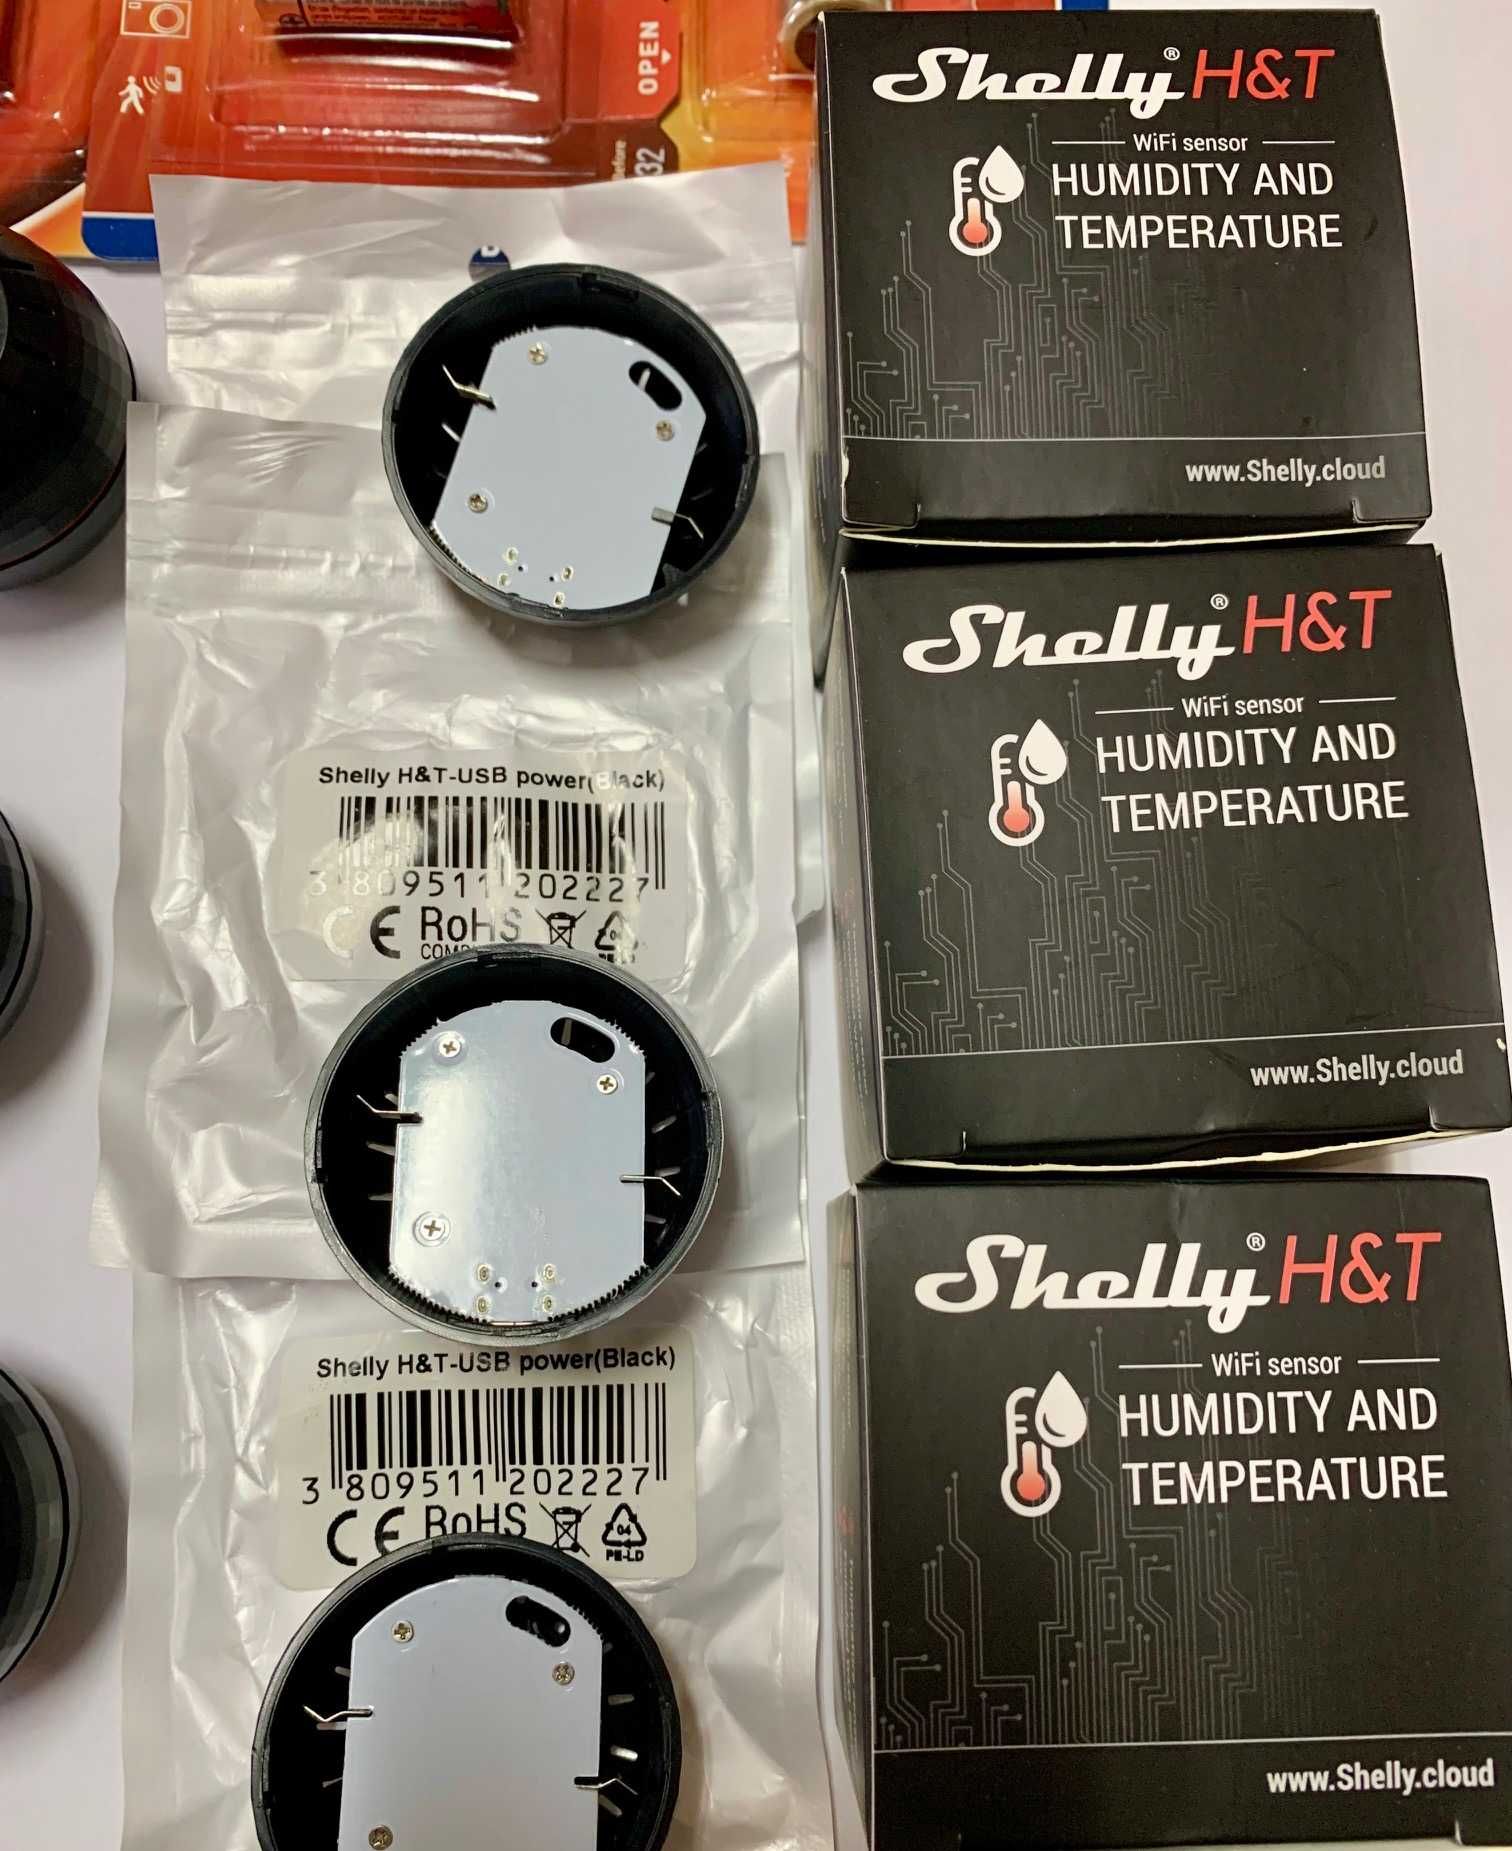 OPEN
32
Shelly® H&T
WiFi sensor
HUMIDITY AND
TEMPERATURE
www.Shelly.cloud
Shelly® H&T
WiFi sensor
HUMIDITY AND
TEMPERATURE
www.Shelly.cloud
Shelly® H&T
WiFi sensor
HUMIDITY AND
TEMPERATURE
www.Shelly.cloud
Shelly H&T-USB power(Black)
3 809511 202227
CE RoHS
Shelly H&T-USB power(Black)
3 809511 202227
CE RoHS
04
PE-LD